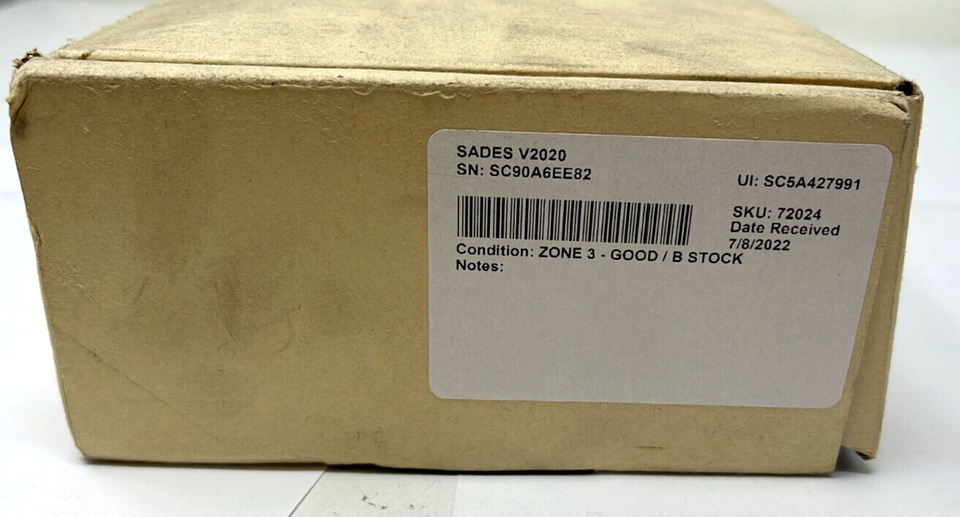 SADES V2020
SN: SC90A6EE82
UI: SC5A427991
SKU: 72024
Date Received
7/8/2022
Condition: ZONE 3 - GOOD / B STOCK
Notes: